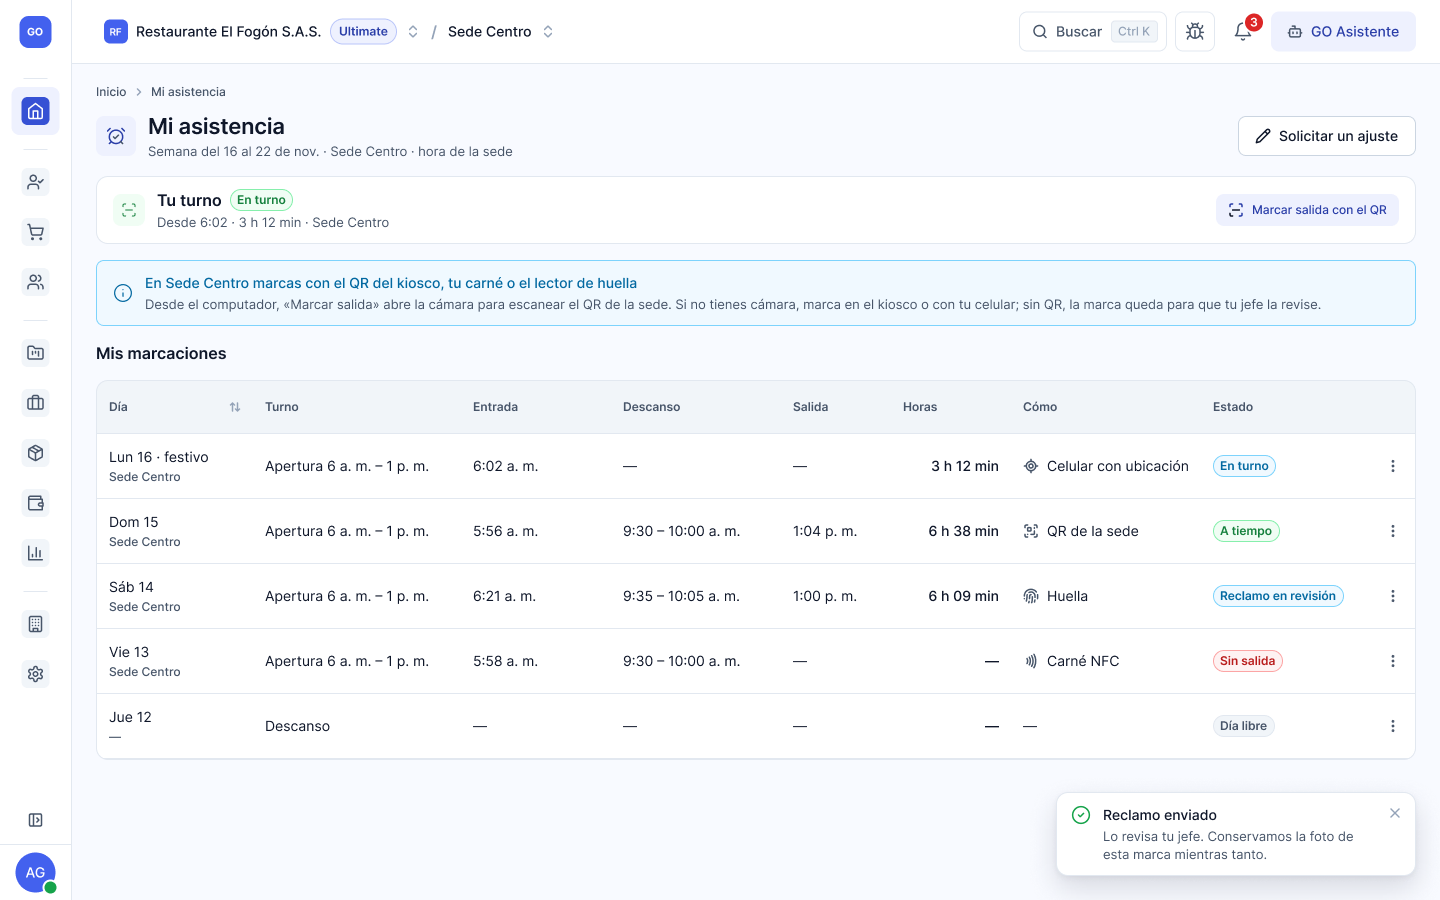 GO
RF Restaurante El Fogón S.A.S. Ultimate / Sede Centro
Buscar Ctrl K
3
GO Asistente
Inicio > Mi asistencia
Mi asistencia
Semana del 16 al 22 de nov. · Sede Centro · hora de la sede
Solicitar un ajuste
Tu turno En turno
Desde 6:02 · 3 h 12 min · Sede Centro
Marcar salida con el QR
En Sede Centro marcas con el QR del kiosco, tu carné o el lector de huella
Desde el computador, «Marcar salida» abre la cámara para escanear el QR de la sede. Si no tienes cámara, marca en el kiosco o con tu celular; sin QR, la marca queda para que tu jefe la revise.
Mis marcaciones
Día Turno Entrada Descanso Salida Horas Cómo Estado
Lun 16 · festivo
Sede Centro
Apertura 6 a. m. – 1 p. m. 6:02 a. m. — — 3 h 12 min Celular con ubicación En turno
Dom 15
Sede Centro
Apertura 6 a. m. – 1 p. m. 5:56 a. m. 9:30 – 10:00 a. m. 1:04 p. m. 6 h 38 min QR de la sede A tiempo
Sáb 14
Sede Centro
Apertura 6 a. m. – 1 p. m. 6:21 a. m. 9:35 – 10:05 a. m. 1:00 p. m. 6 h 09 min Huella Reclamo en revisión
Vie 13
Sede Centro
Apertura 6 a. m. – 1 p. m. 5:58 a. m. 9:30 – 10:00 a. m. — — Carné NFC Sin salida
Jue 12
—
Descanso — — — — — Día libre
Reclamo enviado
Lo revisa tu jefe. Conservamos la foto de
esta marca mientras tanto.
AG